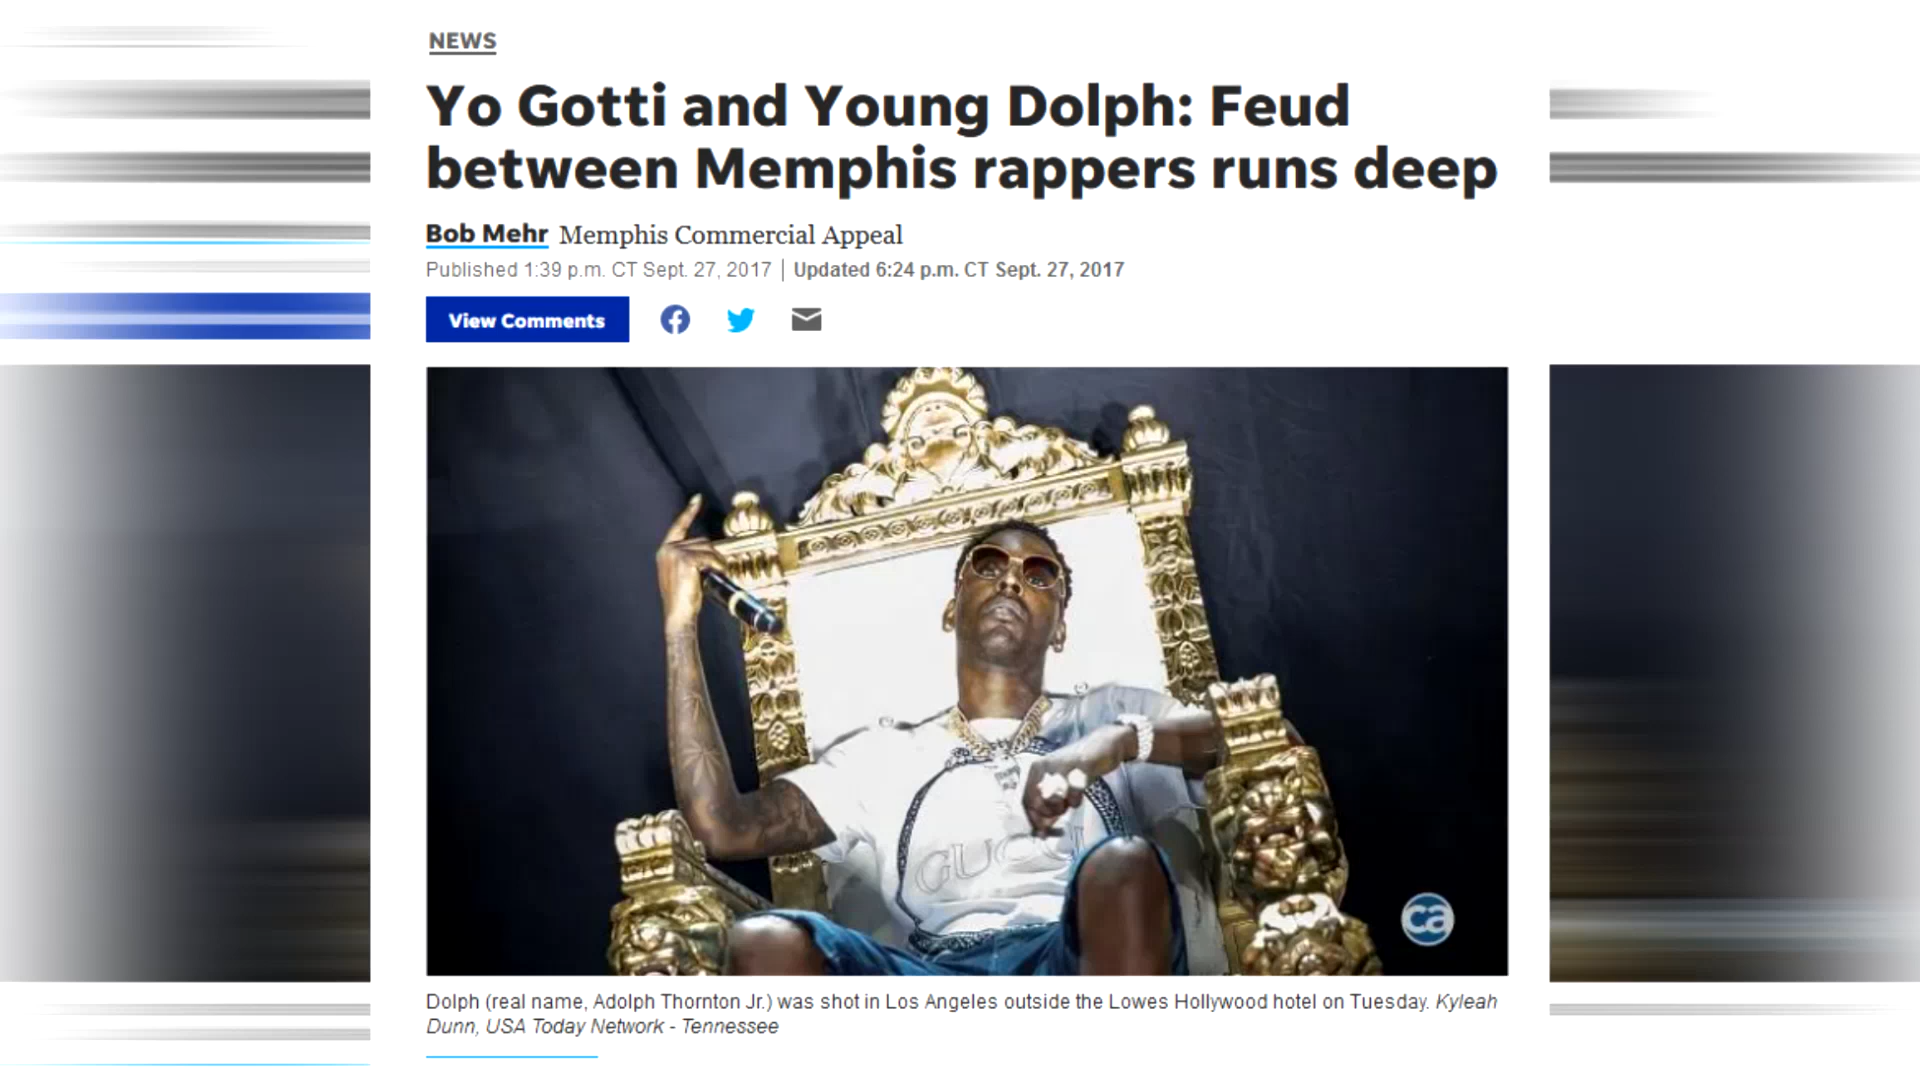 NEWS
Yo Gotti and Young Dolph: Feud
between Memphis rappers runs deep
Bob Mehr Memphis Commercial Appeal
Published 1:39 p.m. CT Sept. 27, 2017 | Updated 6:24 p.m. CT Sept. 27, 2017
View Comments
GUCCI
ca
Dolph (real name, Adolph Thornton Jr.) was shot in Los Angeles outside the Lowes Hollywood hotel on Tuesday. Kyleah
Dunn, USA Today Network - Tennessee